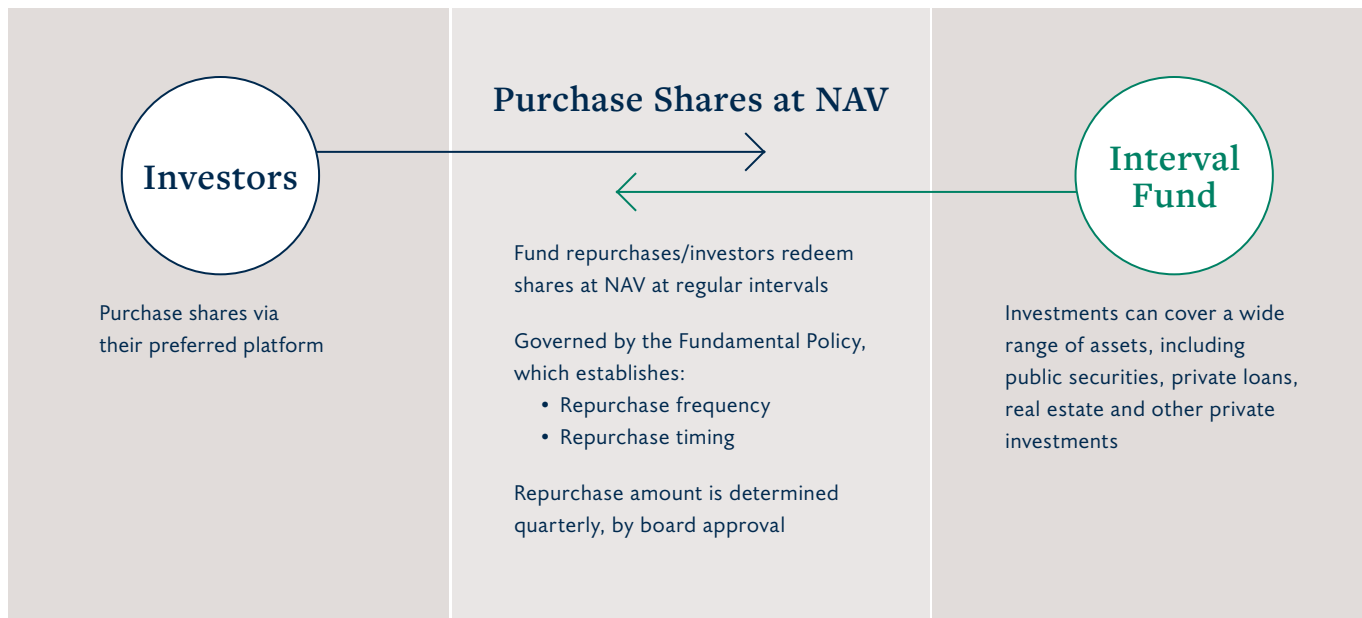 Investors
Purchase shares via
their preferred platform
Purchase Shares at NAV
Fund repurchases/investors redeem
shares at NAV at regular intervals
Governed by the Fundamental Policy,
which establishes:
• Repurchase frequency
• Repurchase timing
Repurchase amount is determined
quarterly, by board approval
Interval
Fund
Investments can cover a wide
range of assets, including
public securities, private loans,
real estate and other private
investments